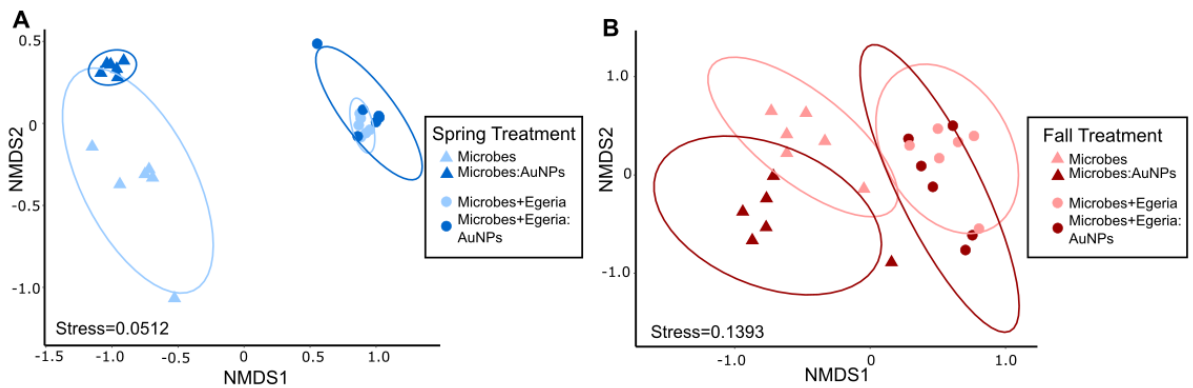 A
0.5
0
-0.5
-1.0
NMDS2
-1.5
-1.0
-0.5
0
0.5
1.0
NMDS1
Stress=0.0512
Spring Treatment
Microbes
Microbes:AuNPs
Microbes+Egeria
Microbes+Egeria:
AuNPs
B
1.0
0
-1.0
NMDS2
-1.0
0
1.0
NMDS1
Stress=0.1393
Fall Treatment
Microbes
Microbes:AuNPs
Microbes+Egeria
Microbes+Egeria:
AuNPs